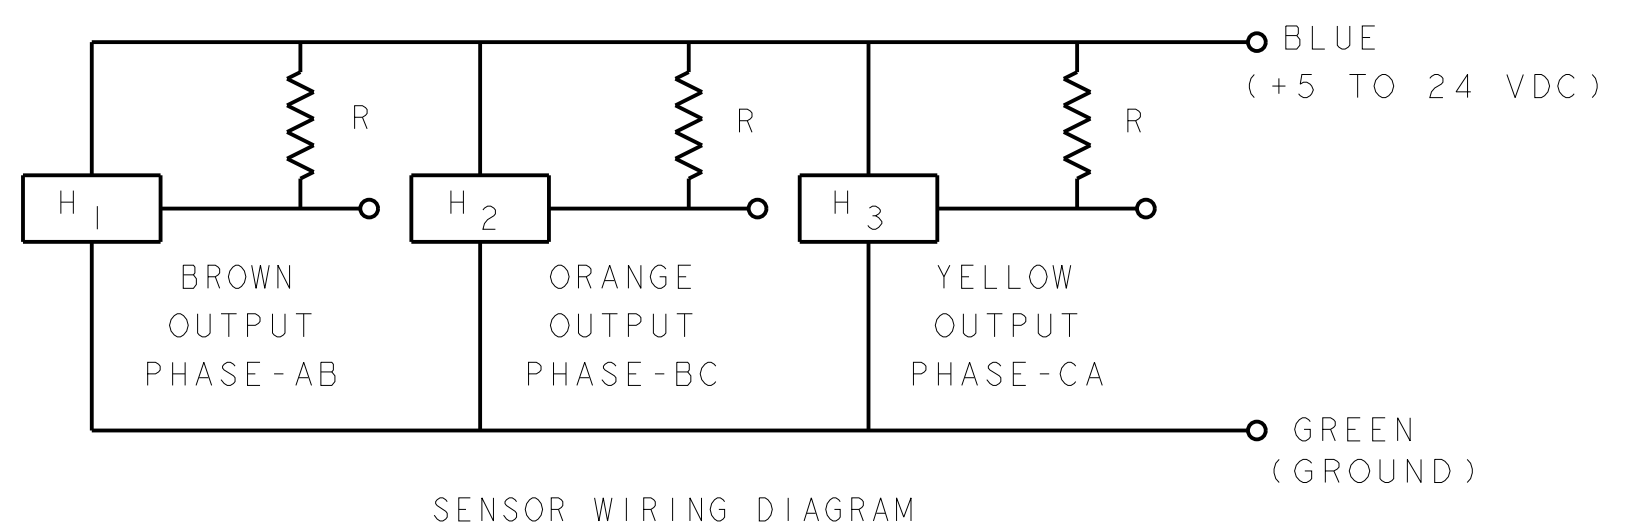 BLUE
(+5 TO 24 VDC)
R
R
R
H1
H2
H3
BROWN
OUTPUT
PHASE-AB
ORANGE
OUTPUT
PHASE-BC
YELLOW
OUTPUT
PHASE-CA
GREEN
(GROUND)
SENSOR WIRING DIAGRAM